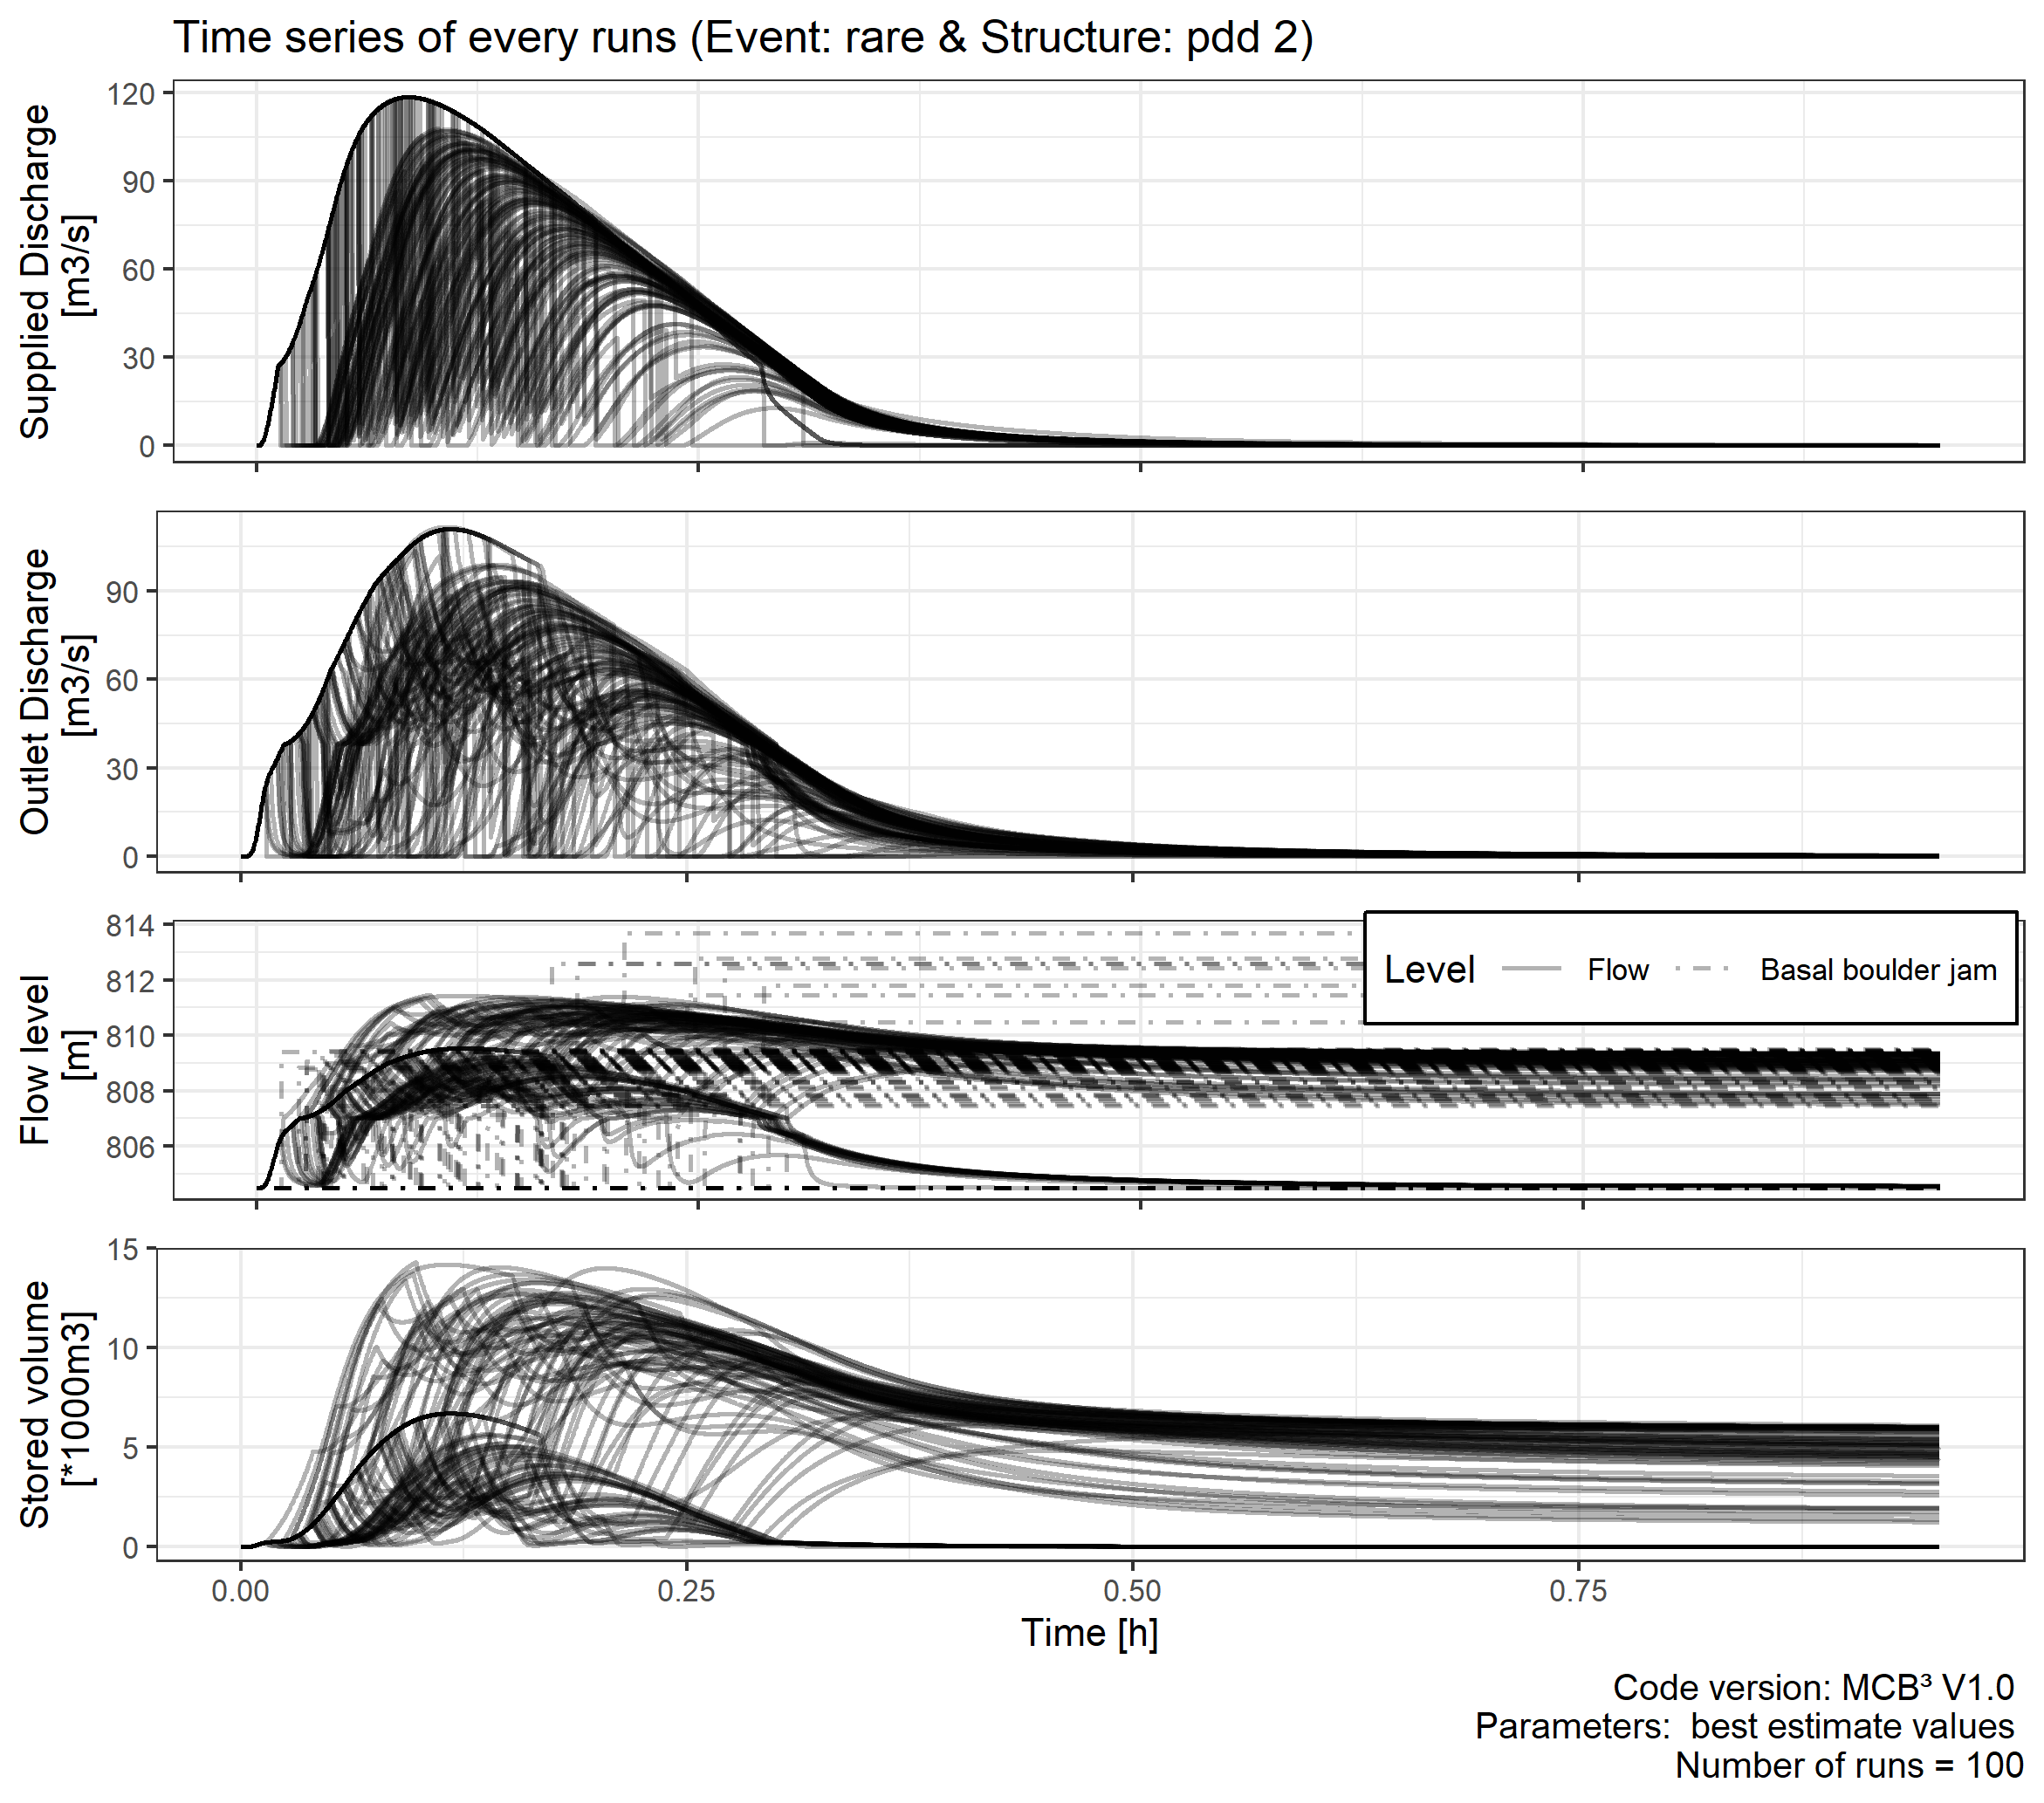 Time series of every runs (Event: rare & Structure: pdd 2)
Supplied Discharge
[m3/s]
120
90
60
30
0
Outlet Discharge
[m3/s]
90
60
30
0
Flow level
[m]
814
812
810
808
806
Level
Flow
Basal boulder jam
Stored volume
[*1000m3]
15
10
5
0
0.00
0.25
0.50
0.75
Time [h]
Code version: MCB³ V1.0
Parameters:  best estimate values
Number of runs = 100